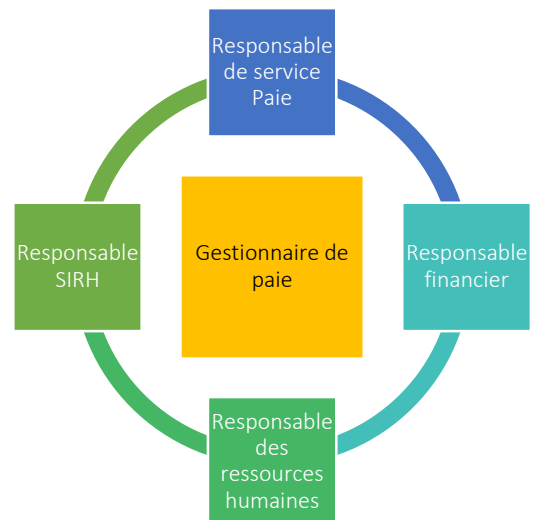 Responsable
de service
Paie
Responsable
SIRH
Gestionnaire de
paie
Responsable
financier
Responsable
des
ressources
humaines